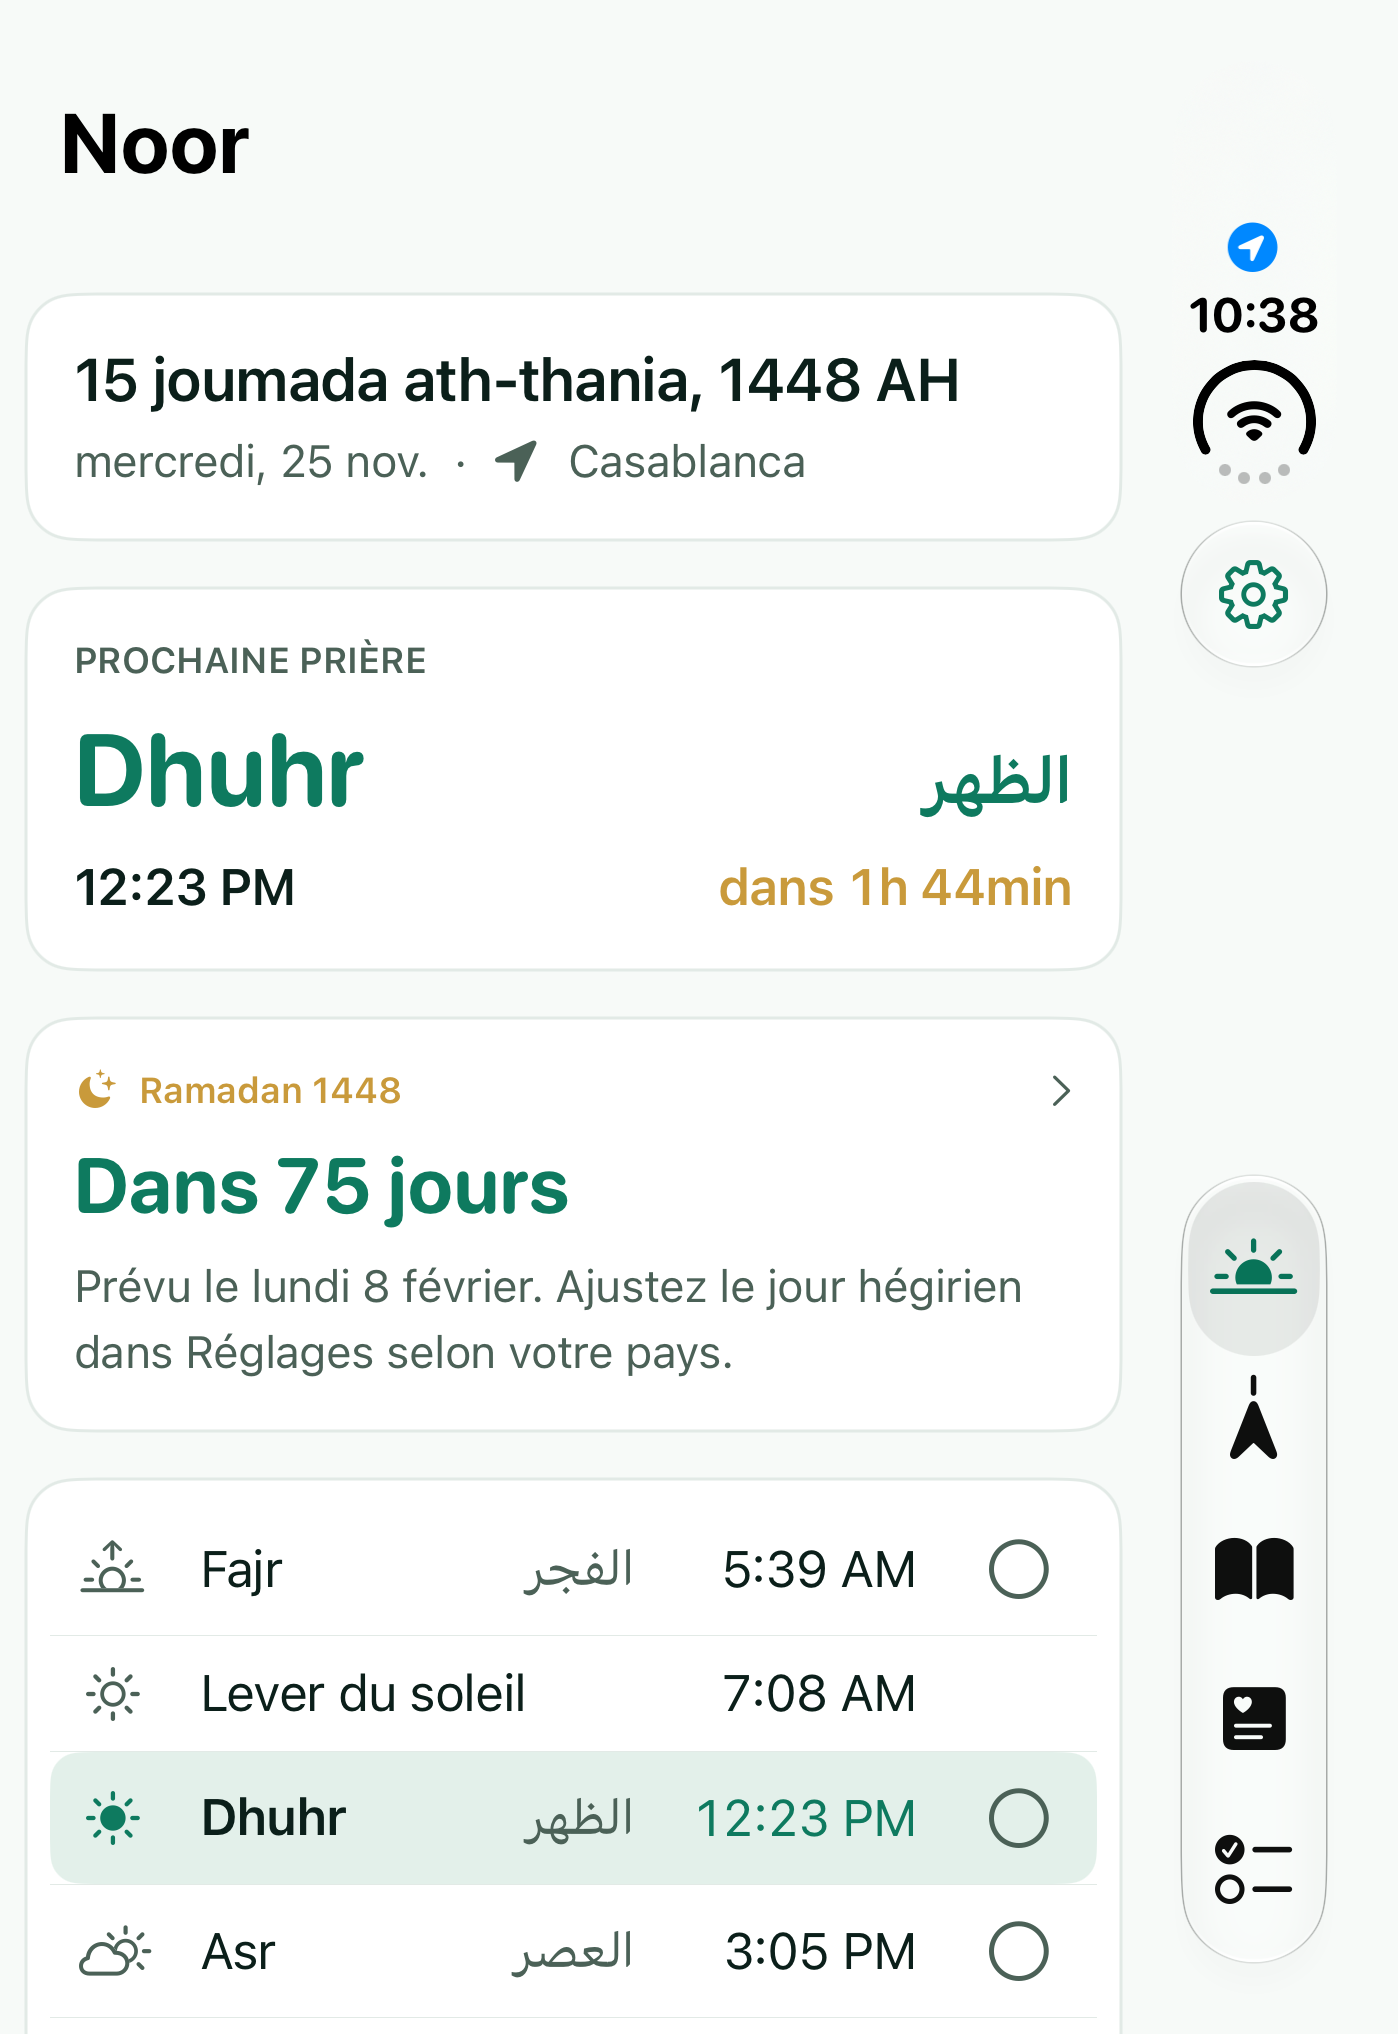 Noor
10:38
15 joumada ath-thania, 1448 AH
mercredi, 25 nov. · Casablanca
PROCHAINE PRIÈRE
Dhuhr الظهر
12:23 PM dans 1h 44min
Ramadan 1448
Dans 75 jours
Prévu le lundi 8 février. Ajustez le jour hégirien
dans Réglages selon votre pays.
Fajr الفجر 5:39 AM
Lever du soleil 7:08 AM
Dhuhr الظهر 12:23 PM
Asr العصر 3:05 PM